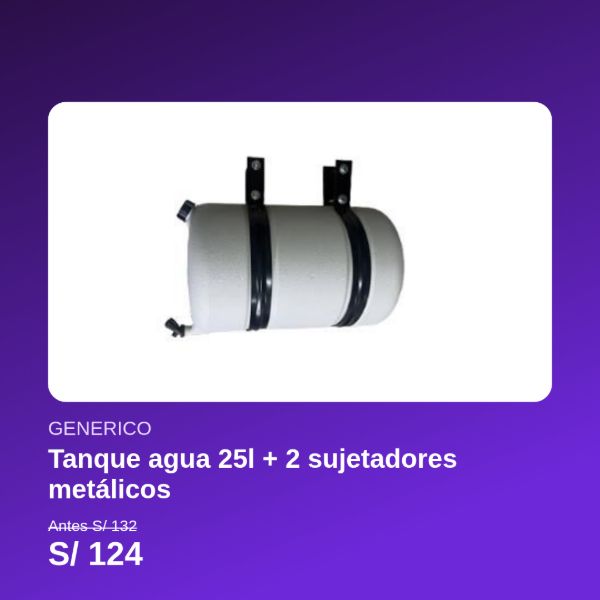 GENERICO
Tanque agua 25l + 2 sujetadores
metálicos
Antes S/ 132
S/ 124